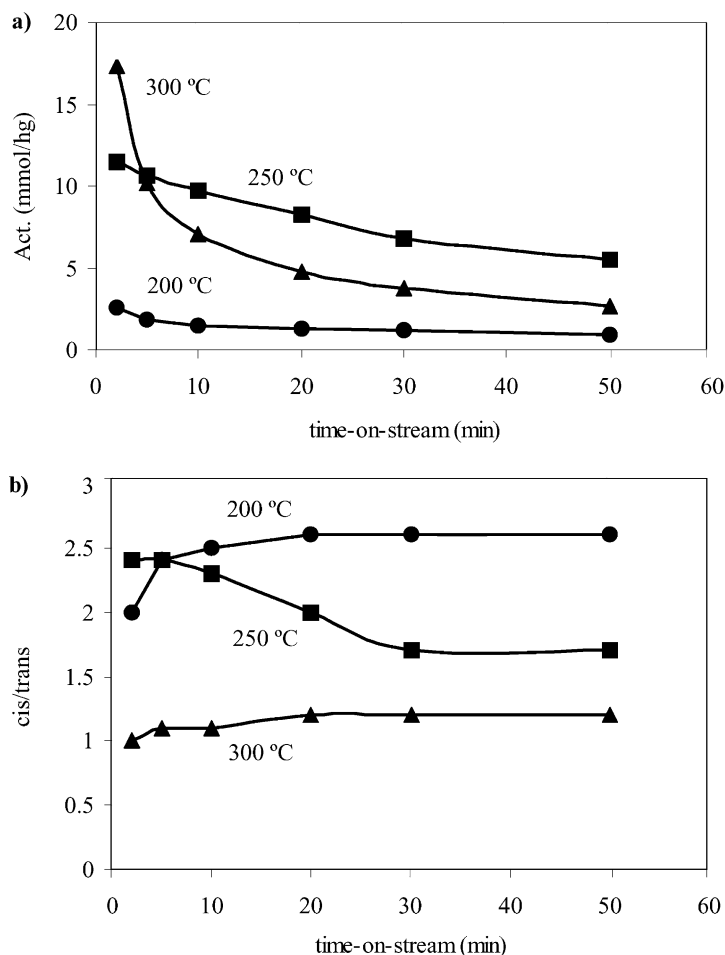 a)
20
15
10
5
0
Act. (mmol/hg)
300 ºC
250 ºC
200 ºC
0 10 20 30 40 50 60
time-on-stream (min)
b)
3
2.5
2
1.5
1
0.5
0
cis/trans
200 ºC
250 ºC
300 ºC
0 10 20 30 40 50 60
time-on-stream (min)